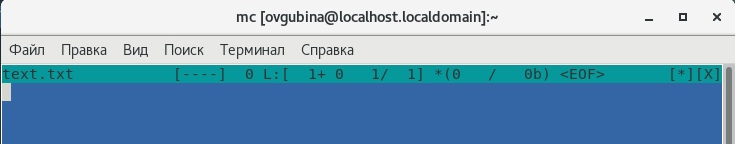 mc [ovgubina@localhost.localdomain]:~
Файл Правка Вид Поиск Терминал Справка
text.txt [----] 0 L:[ 1+ 0 1/ 1] *(0 / 0b) <EOF> [*][X]